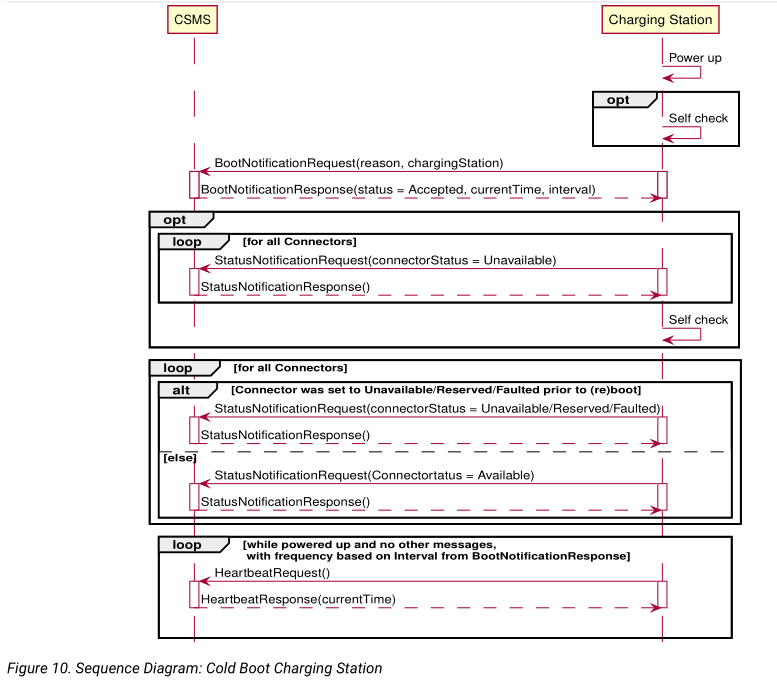 CSMS
Charging Station
Power up
opt
Self check
BootNotificationRequest(reason, chargingStation)
BootNotificationResponse(status = Accepted, currentTime, interval)
opt
loop [for all Connectors]
StatusNotificationRequest(connectorStatus = Unavailable)
StatusNotificationResponse()
Self check
loop [for all Connectors]
alt [Connector was set to Unavailable/Reserved/Faulted prior to (re)boot]
StatusNotificationRequest(connectorStatus = Unavailable/Reserved/Faulted)
StatusNotificationResponse()
[else]
StatusNotificationRequest(Connectortatus = Available)
StatusNotificationResponse()
loop [while powered up and no other messages,
with frequency based on Interval from BootNotificationResponse]
HeartbeatRequest()
HeartbeatResponse(currentTime)
Figure 10. Sequence Diagram: Cold Boot Charging Station